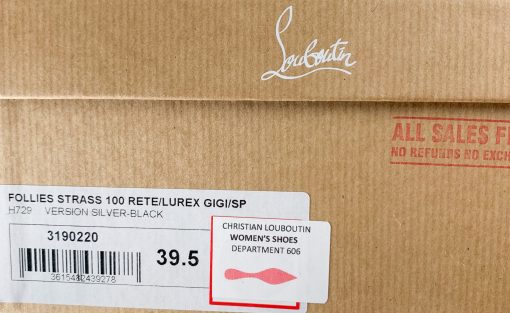 Louboutin
ALL SALES
NO REFUNDS NO
FOLLIES STRASS 100 RETE/LUREX GIGI/SP
H729 VERSION SILVER-BLACK
3190220
39.5
3615482439278
CHRISTIAN LOUBOUTIN
WOMEN'S SHOES
DEPARTMENT 606